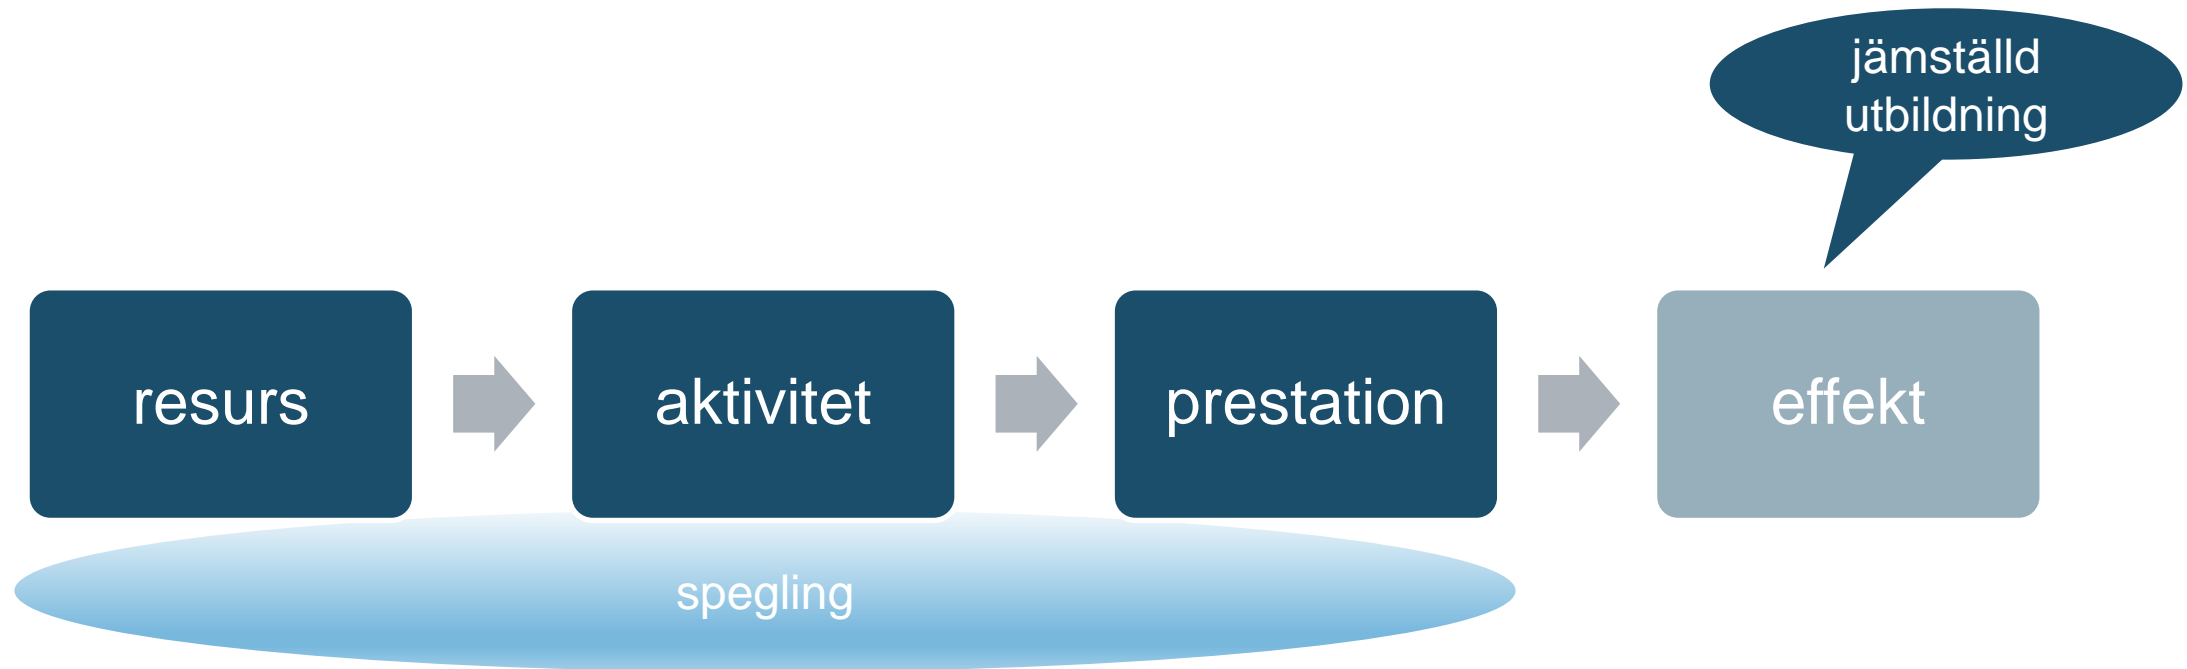 jämställd
utbildning
resurs
aktivitet
prestation
effekt
spegling